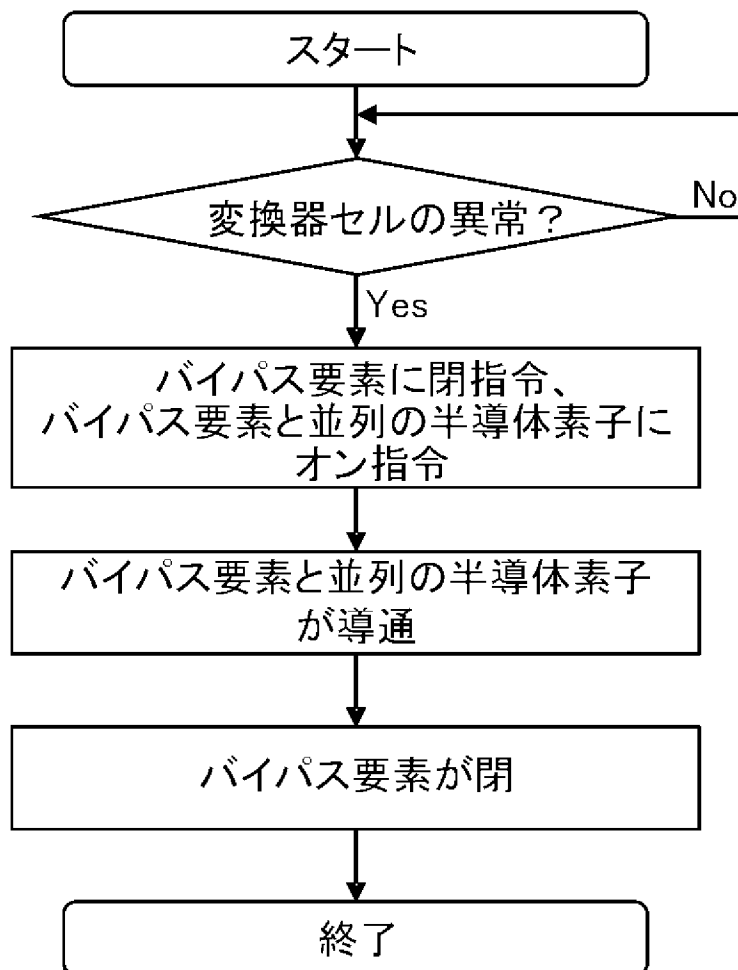 スタート
変換器セルの異常？
No
Yes
バイパス要素に閉指令、
バイパス要素と並列の半導体素子に
オン指令
バイパス要素と並列の半導体素子
が導通
バイパス要素が閉
終了